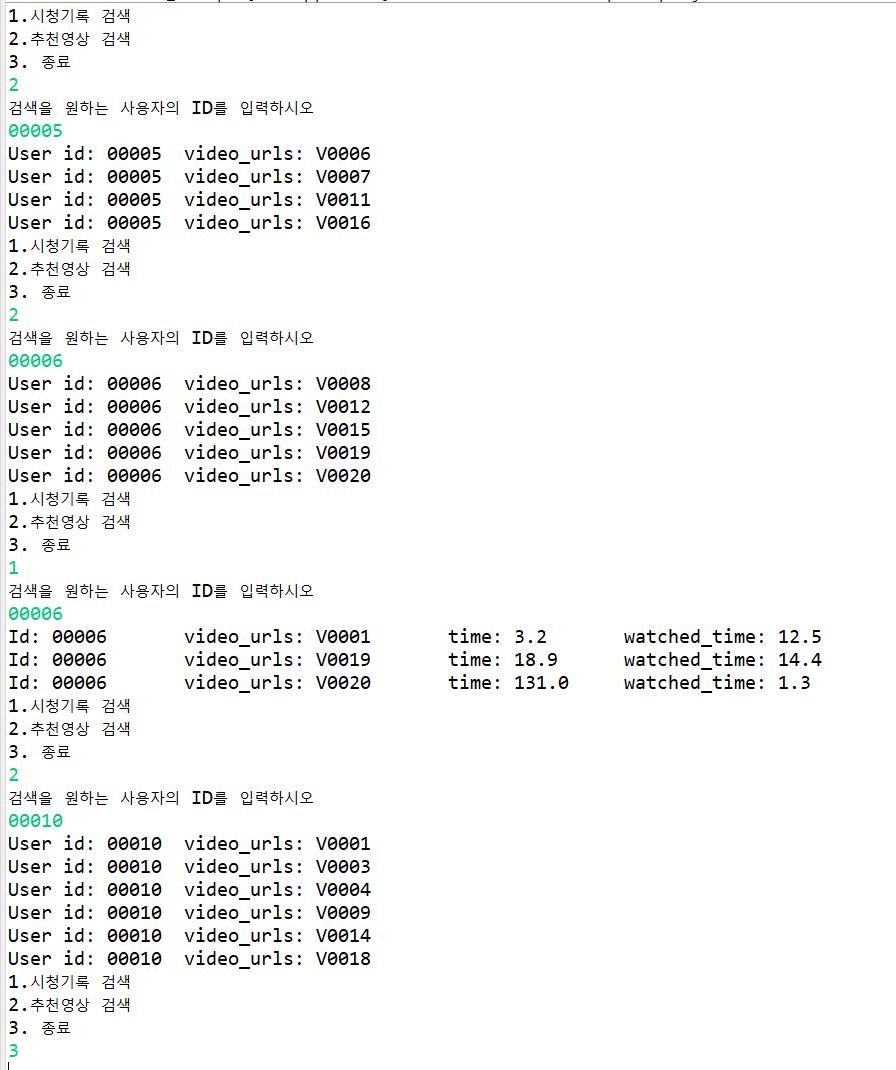 1.시청기록 검색
2.추천영상 검색
3. 종료
2
검색을 원하는 사용자의 ID를 입력하시오
00005
User id: 00005  video_urls: V0006
User id: 00005  video_urls: V0007
User id: 00005  video_urls: V0011
User id: 00005  video_urls: V0016
1.시청기록 검색
2.추천영상 검색
3. 종료
2
검색을 원하는 사용자의 ID를 입력하시오
00006
User id: 00006  video_urls: V0008
User id: 00006  video_urls: V0012
User id: 00006  video_urls: V0015
User id: 00006  video_urls: V0019
User id: 00006  video_urls: V0020
1.시청기록 검색
2.추천영상 검색
3. 종료
1
검색을 원하는 사용자의 ID를 입력하시오
00006
Id: 00006       video_urls: V0001       time: 3.2       watched_time: 12.5
Id: 00006       video_urls: V0019       time: 18.9      watched_time: 14.4
Id: 00006       video_urls: V0020       time: 131.0     watched_time: 1.3
1.시청기록 검색
2.추천영상 검색
3. 종료
2
검색을 원하는 사용자의 ID를 입력하시오
00010
User id: 00010  video_urls: V0001
User id: 00010  video_urls: V0003
User id: 00010  video_urls: V0004
User id: 00010  video_urls: V0009
User id: 00010  video_urls: V0014
User id: 00010  video_urls: V0018
1.시청기록 검색
2.추천영상 검색
3. 종료
3